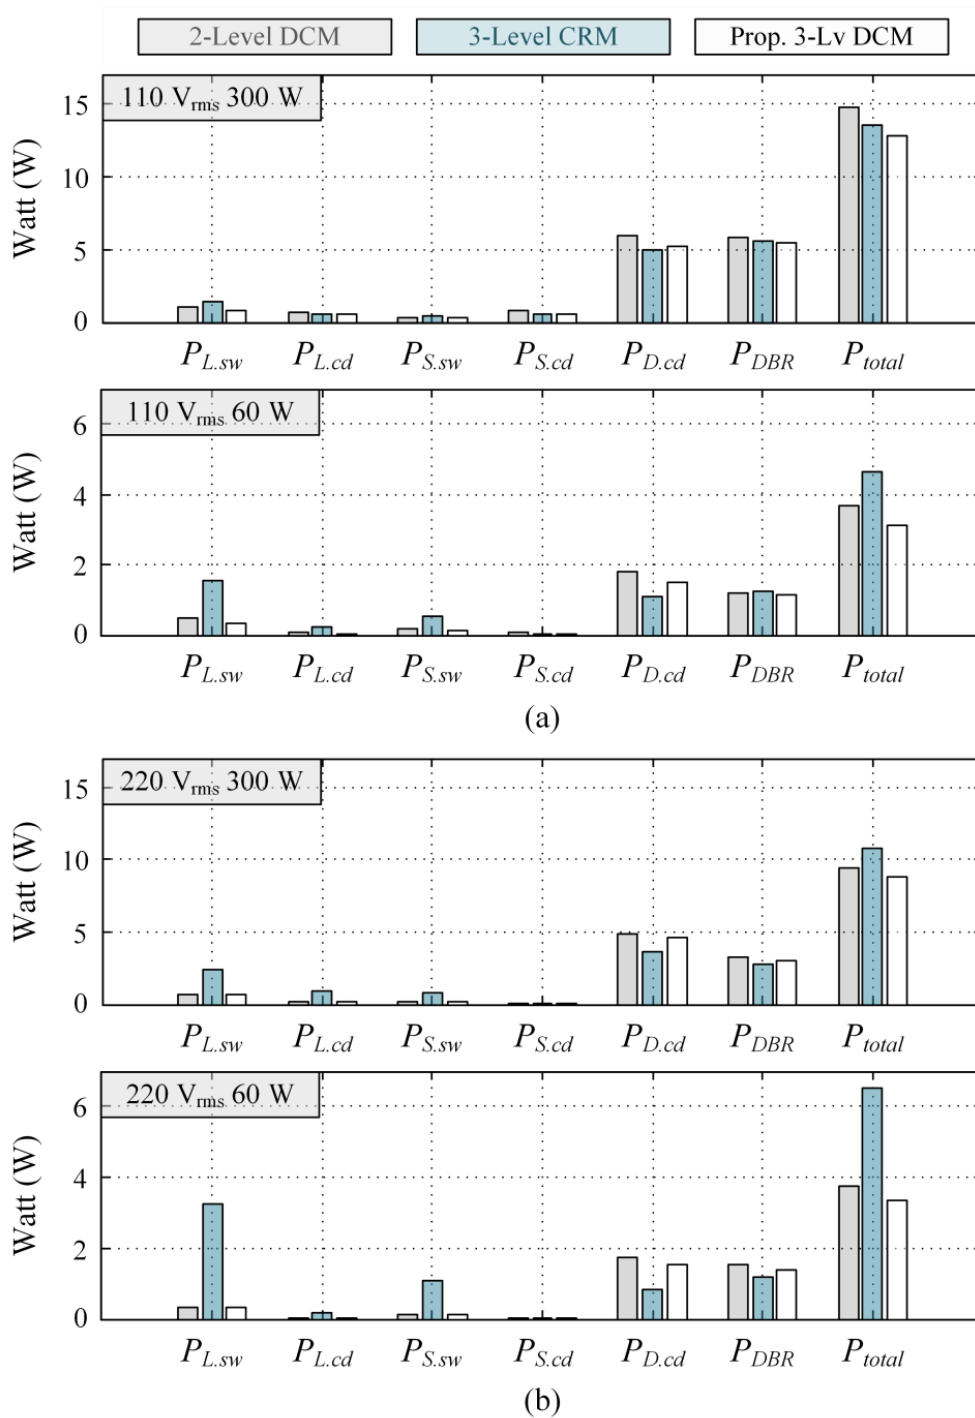 2-Level DCM 3-Level CRM Prop. 3-Lv DCM
110 Vrms 300 W
Watt (W)
15
10
5
0
PL.sw PL.cd PS.sw PS.cd PD.cd PDBR Ptotal
110 Vrms 60 W
Watt (W)
6
4
2
0
PL.sw PL.cd PS.sw PS.cd PD.cd PDBR Ptotal
(a)
220 Vrms 300 W
Watt (W)
15
10
5
0
PL.sw PL.cd PS.sw PS.cd PD.cd PDBR Ptotal
220 Vrms 60 W
Watt (W)
6
4
2
0
PL.sw PL.cd PS.sw PS.cd PD.cd PDBR Ptotal
(b)